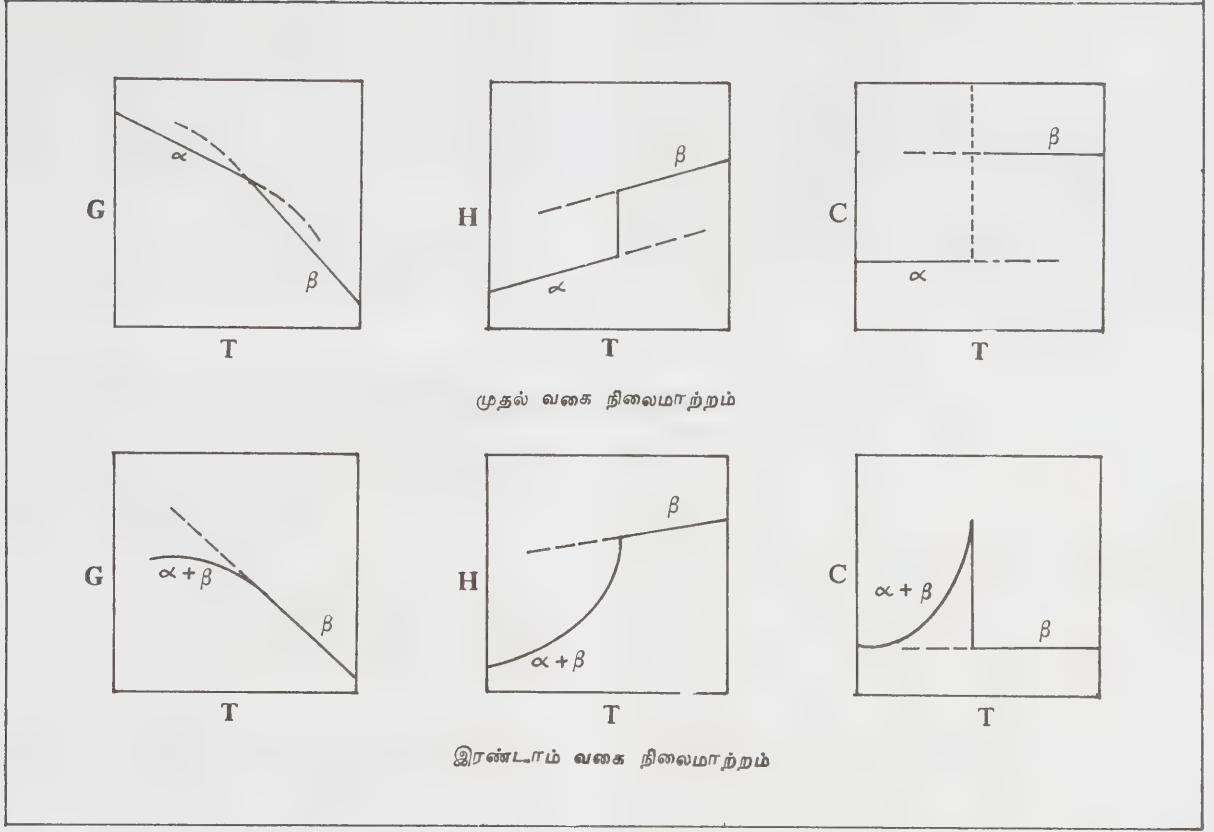 G α β T
H α β T
C α β T
முதல் வகை நிலைமாற்றம்
G α + β β T
H α + β β T
C α + β β T
இரண்டாம் வகை நிலைமாற்றம்